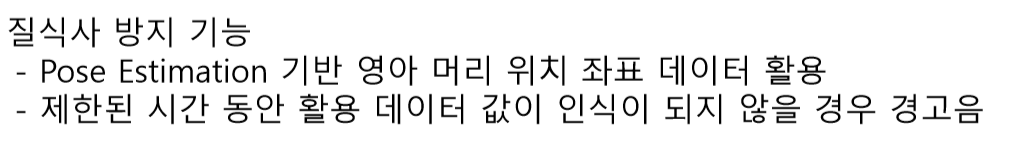 질식사 방지 기능
- Pose Estimation 기반 영아 머리 위치 좌표 데이터 활용
- 제한된 시간 동안 활용 데이터 값이 인식이 되지 않을 경우 경고음